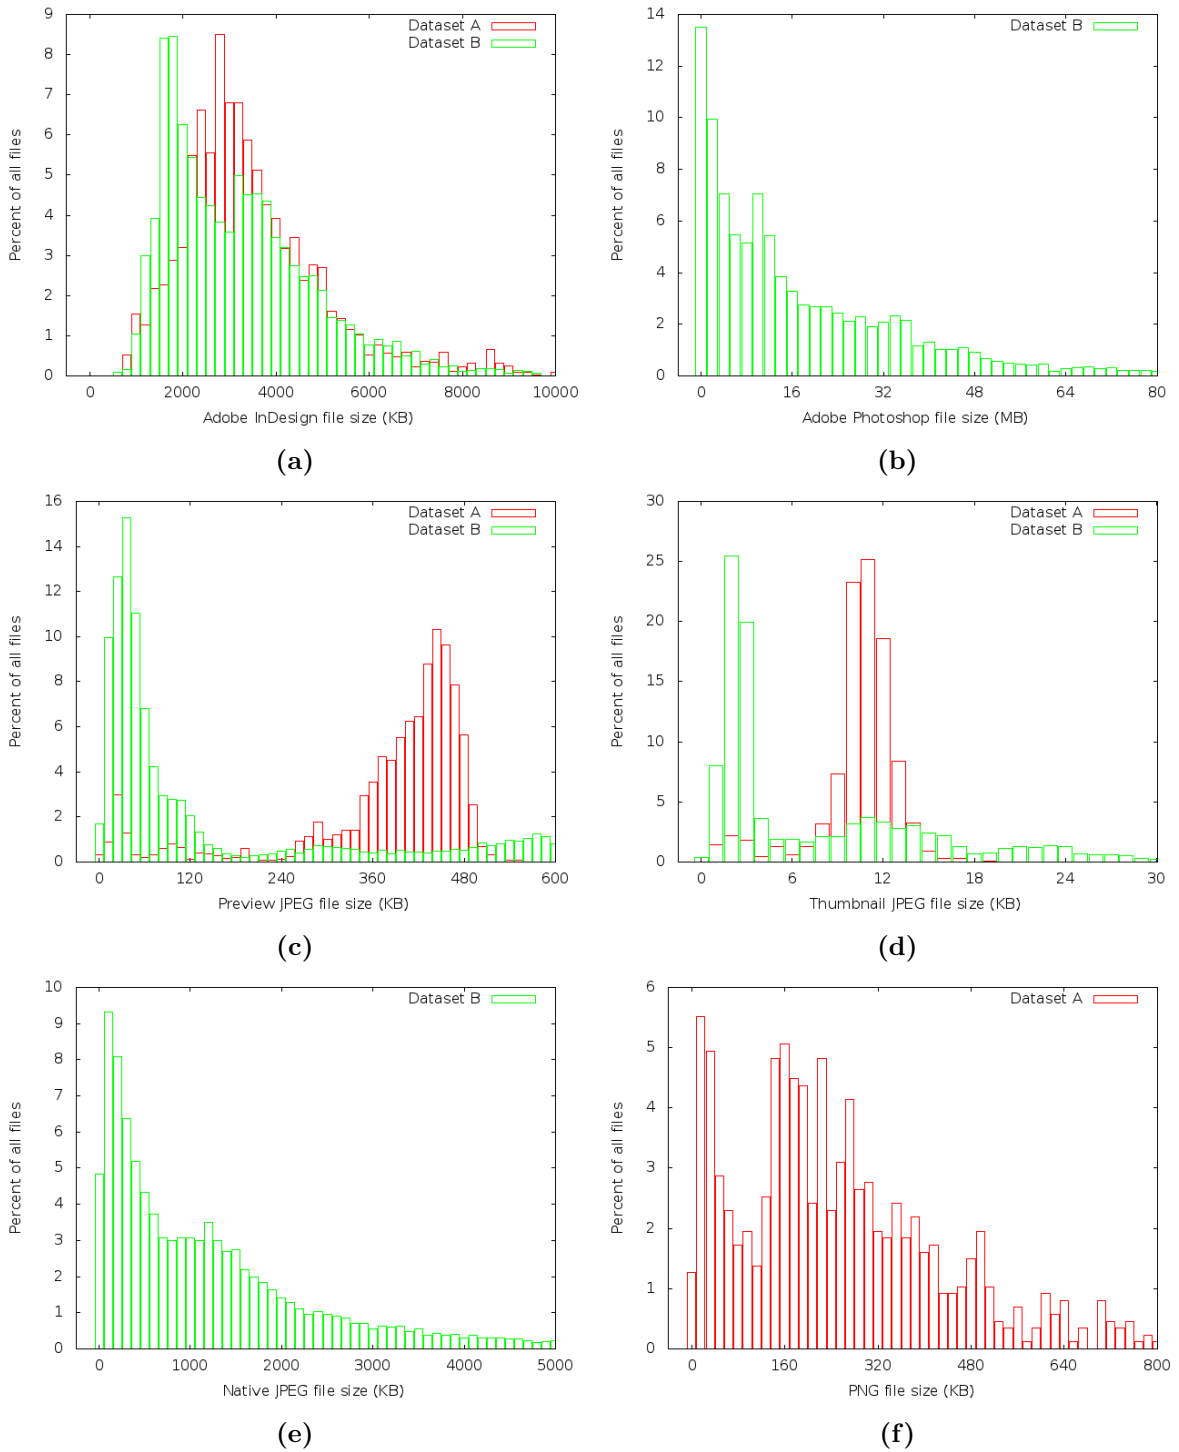 9
8
7
6
5
4
3
2
1
0
Percent of all files
Dataset A
Dataset B
0 2000 4000 6000 8000 10000
Adobe InDesign file size (KB)
(a)
14
12
10
8
6
4
2
0
Percent of all files
Dataset B
0 16 32 48 64 80
Adobe Photoshop file size (MB)
(b)
16
14
12
10
8
6
4
2
0
Percent of all files
Dataset A
Dataset B
0 120 240 360 480 600
Preview JPEG file size (KB)
(c)
30
25
20
15
10
5
0
Percent of all files
Dataset A
Dataset B
0 6 12 18 24 30
Thumbnail JPEG file size (KB)
(d)
10
9
8
7
6
5
4
3
2
1
0
Percent of all files
Dataset B
0 1000 2000 3000 4000 5000
Native JPEG file size (KB)
(e)
6
5
4
3
2
1
0
Percent of all files
Dataset A
0 160 320 480 640 800
PNG file size (KB)
(f)